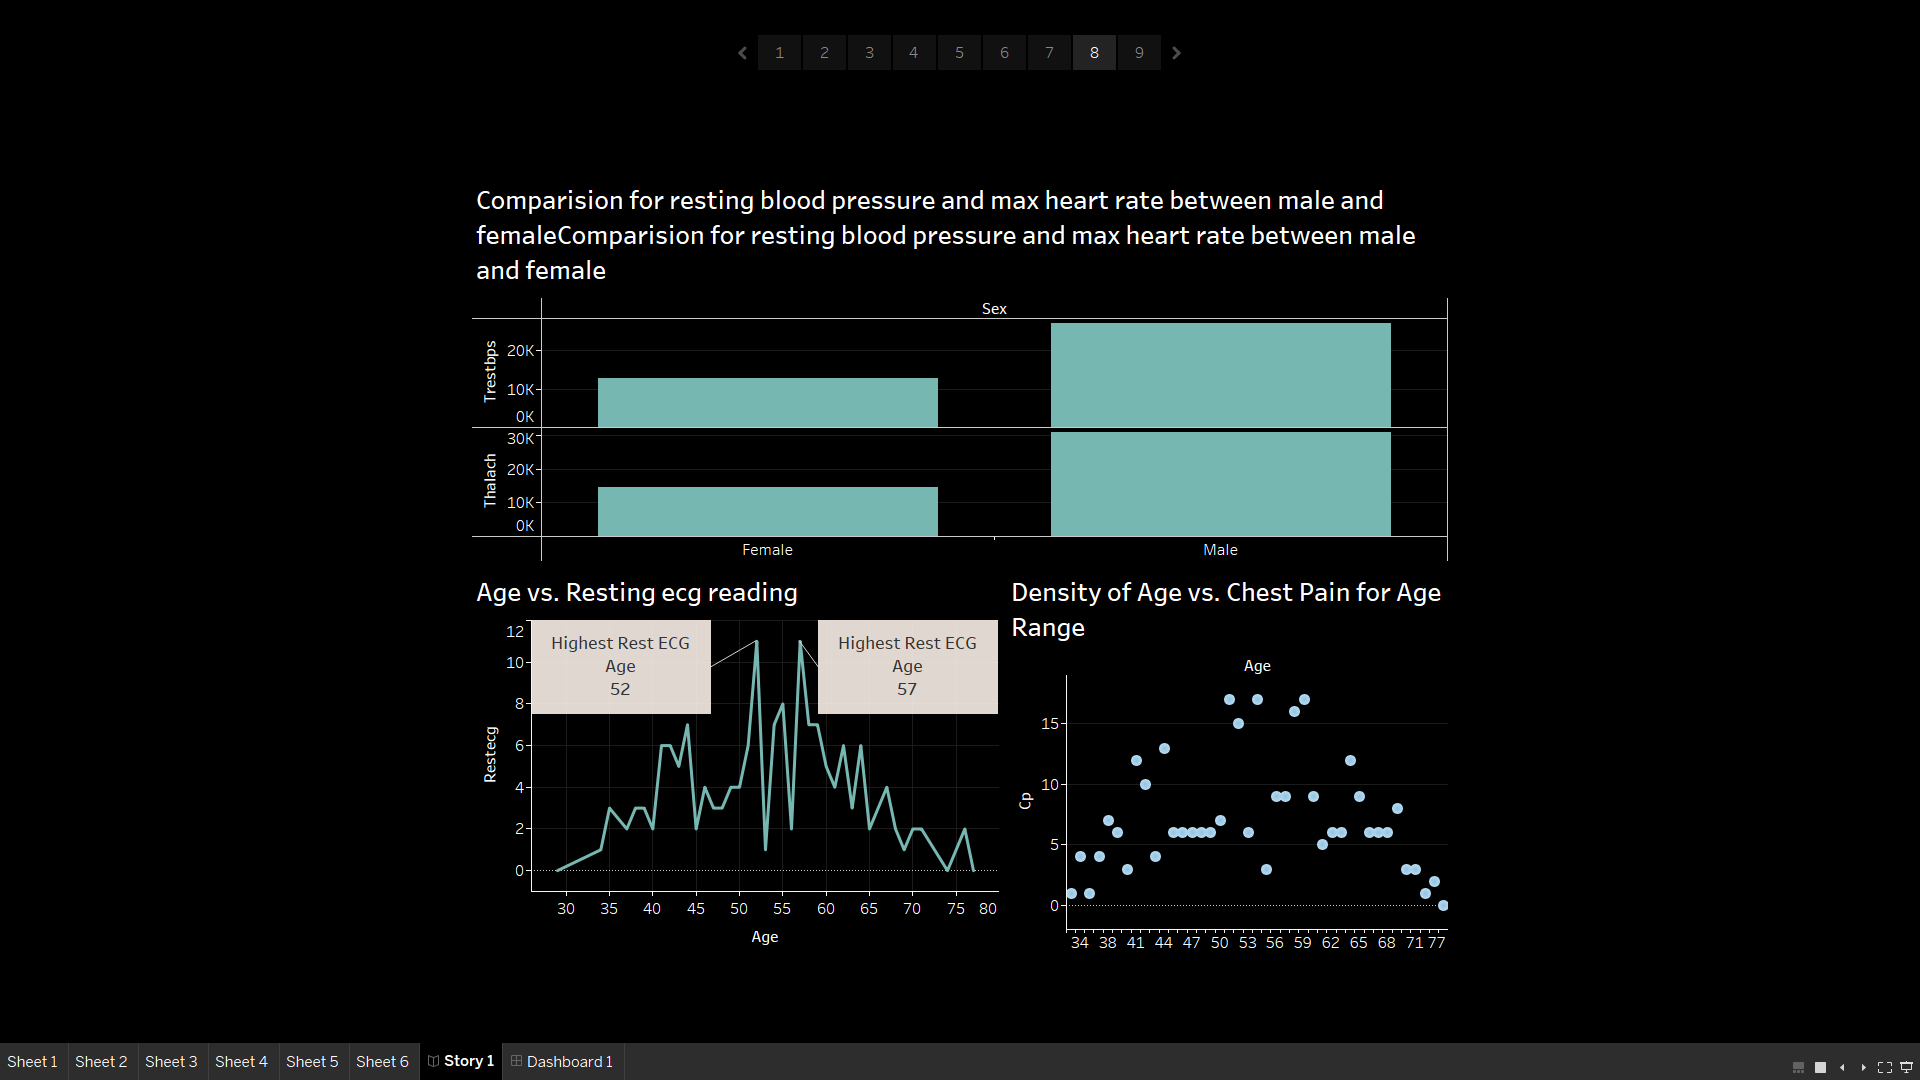 1 2 3 4 5 6 7 8 9
Comparision for resting blood pressure and max heart rate between male and
femaleComparision for resting blood pressure and max heart rate between male
and female
Sex
Trestbps
20K
10K
0K
Thalach
30K
20K
10K
0K
Female Male
Age vs. Resting ecg reading
Highest Rest ECG
Age
52
Highest Rest ECG
Age
57
Restecg
12
10
8
6
4
2
0
30 35 40 45 50 55 60 65 70 75 80
Age
Density of Age vs. Chest Pain for Age
Range
Age
Cp
15
10
5
0
34 38 41 44 47 50 53 56 59 62 65 68 71 77
Sheet 1 Sheet 2 Sheet 3 Sheet 4 Sheet 5 Sheet 6 Story 1 Dashboard 1